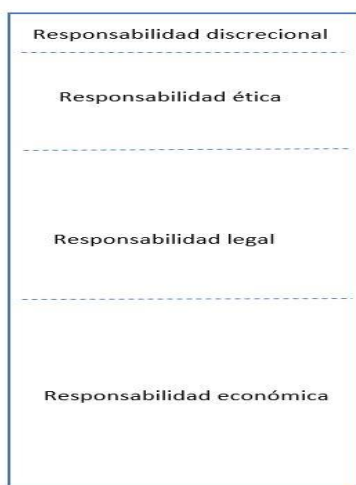 Responsabilidad discrecional
Responsabilidad ética
Responsabilidad legal
Responsabilidad económica